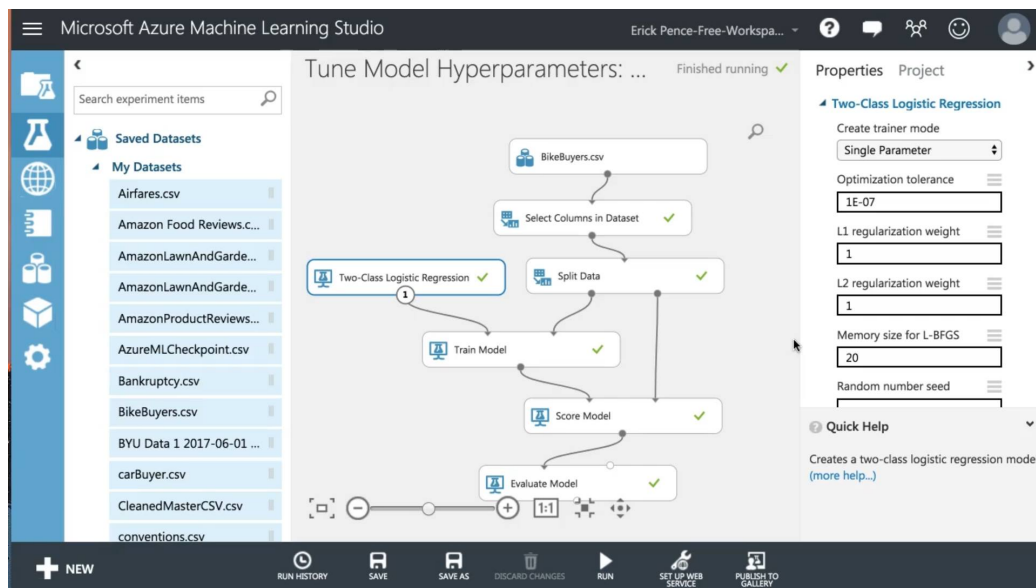 Microsoft Azure Machine Learning Studio
Erick Pence-Free-Workspa...
Search experiment items
Saved Datasets
My Datasets
Airfares.csv
Amazon Food Reviews.c...
AmazonLawnAndGarde...
AmazonLawnAndGarde...
AmazonProductReviews...
AzureMLCheckpoint.csv
Bankruptcy.csv
BikeBuyers.csv
BYU Data 1 2017-06-01 ...
carBuyer.csv
CleanedMasterCSV.csv
conventions.csv
Tune Model Hyperparameters: ...
Finished running
BikeBuyers.csv
Select Columns in Dataset
Two-Class Logistic Regression
1
Split Data
Train Model
Score Model
Evaluate Model
1:1
Properties Project
Two-Class Logistic Regression
Create trainer mode
Single Parameter
Optimization tolerance
1E-07
L1 regularization weight
1
L2 regularization weight
1
Memory size for L-BFGS
20
Random number seed
Quick Help
Creates a two-class logistic regression mode
(more help...)
NEW
RUN HISTORY
SAVE
SAVE AS
DISCARD CHANGES
RUN
SET UP WEB
SERVICE
PUBLISH TO
GALLERY